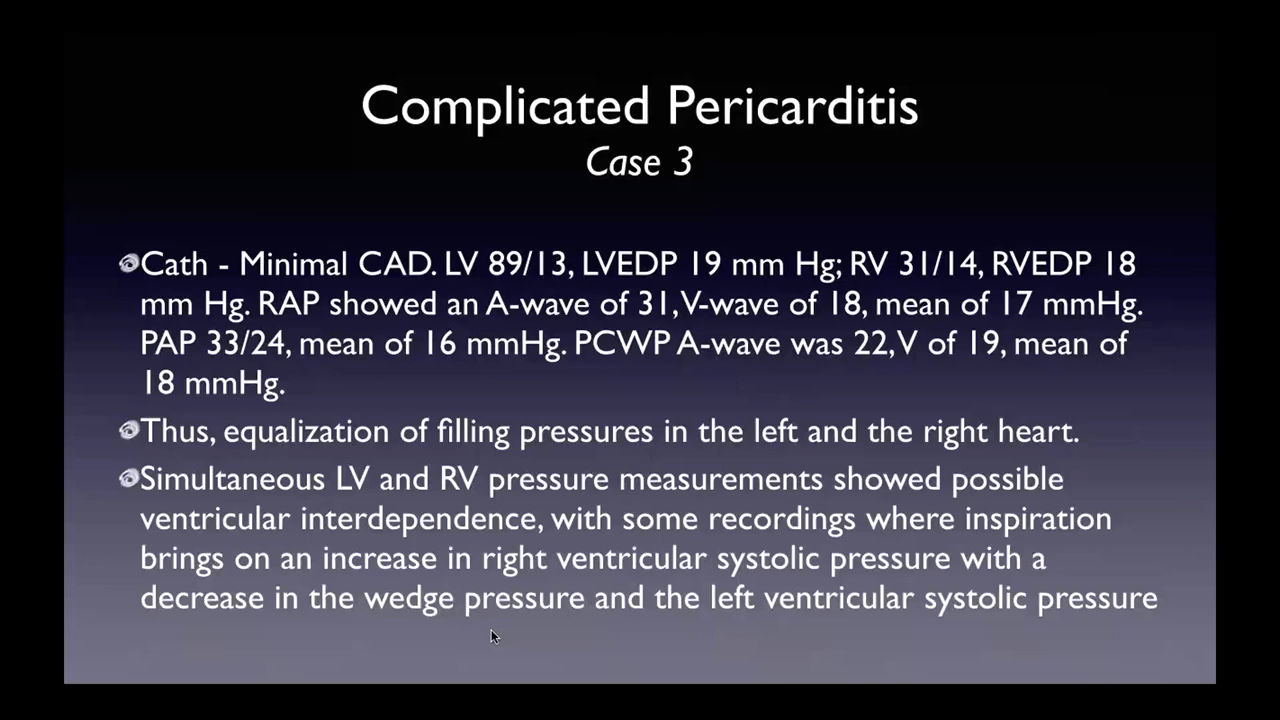 Complicated Pericarditis
Case 3
Cath - Minimal CAD. LV 89/13, LVEDP 19 mm Hg; RV 31/14, RVEDP 18
mm Hg. RAP showed an A-wave of 31, V-wave of 18, mean of 17 mmHg.
PAP 33/24, mean of 16 mmHg. PCWP A-wave was 22, V of 19, mean of
18 mmHg.
Thus, equalization of filling pressures in the left and the right heart.
Simultaneous LV and RV pressure measurements showed possible
ventricular interdependence, with some recordings where inspiration
brings on an increase in right ventricular systolic pressure with a
decrease in the wedge pressure and the left ventricular systolic pressure